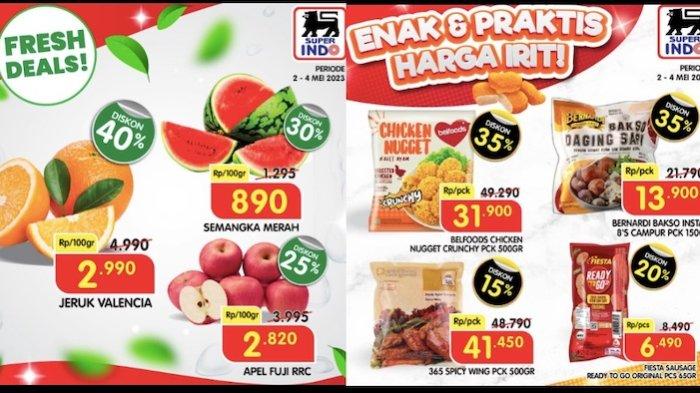 FRESH
DEALS!
SUPER
INDO
PERIODE
2 - 4 MEI 2023
DISKON
40%
Rp/100gr
4.990
2.990
JERUK VALENCIA
DISKON
30%
Rp/100gr
1.295
890
SEMANGKA MERAH
DISKON
25%
Rp/100gr
3.995
2.820
APEL FUJI RRC
ENAK & PRAKTIS
HARGA IRIT!
SUPER
INDO
PERIODE
2 - 4 MEI 20
CHICKEN
NUGGET
belfoods
CRUNCHY
DISKON
35%
Rp/pck
49.290
31.900
BELFOODS CHICKEN
NUGGET CRUNCHY PCK 500GR
BERNARDI
BAKSO
DAGING SAPI
DISKON
35%
21.790
Rp/pck
13.900
BERNARDI BAKSO INSTA
8'S CAMPUR PCK 150G
DISKON
15%
Rp/pck
48.790
41.450
365 SPICY WING PCK 500GR
FIESTA
READY
TO
GO
DISKON
20%
Rp/pcs
8.490
6.490
FIESTA SAUSAGE
READY TO GO ORIGINAL PCS 65GR